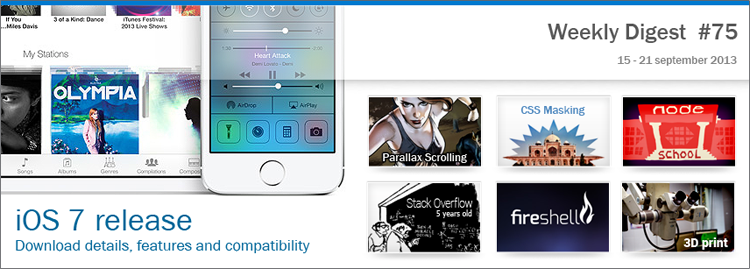 If You
...Miles Davis
3 of a Kind: Dance
iTunes Festival:
2013 Live Shows
My Stations
OLYMPIA
Songs
Albums
Genres
Compilations
Composers
Heart Attack
Demi Lovato - Demi
AirDrop
AirPlay
iOS 7 release
Download details, features and compatibility
Weekly Digest #75
15 - 21 september 2013
Parallax Scrolling
CSS Masking
node
SCHOOL
Stack Overflow
5 years old
fireshell
3D print